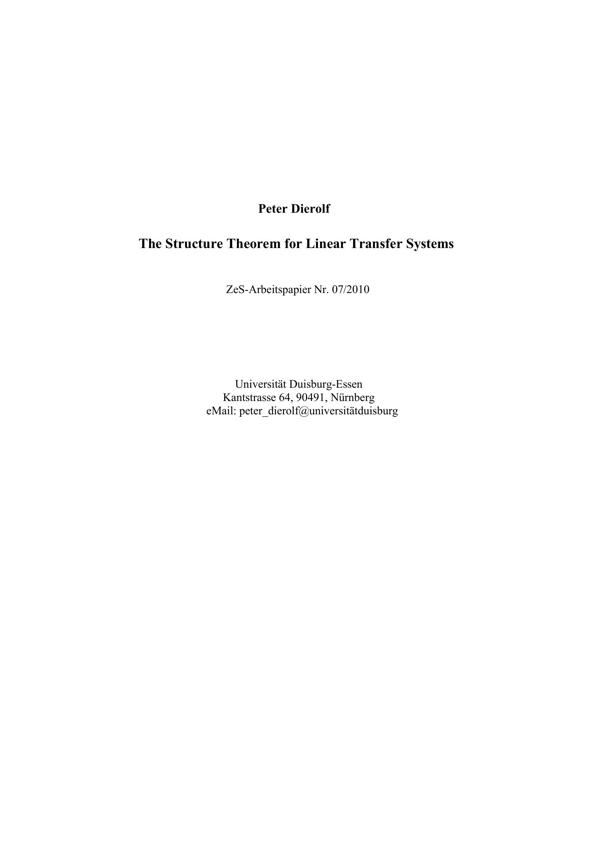 Peter Dierolf
The Structure Theorem for Linear Transfer Systems
ZeS-Arbeitspapier Nr. 07/2010
Universität Duisburg-Essen
Kantstrasse 64, 90491, Nürnberg
eMail: peter_dierolf@universitätduisburg